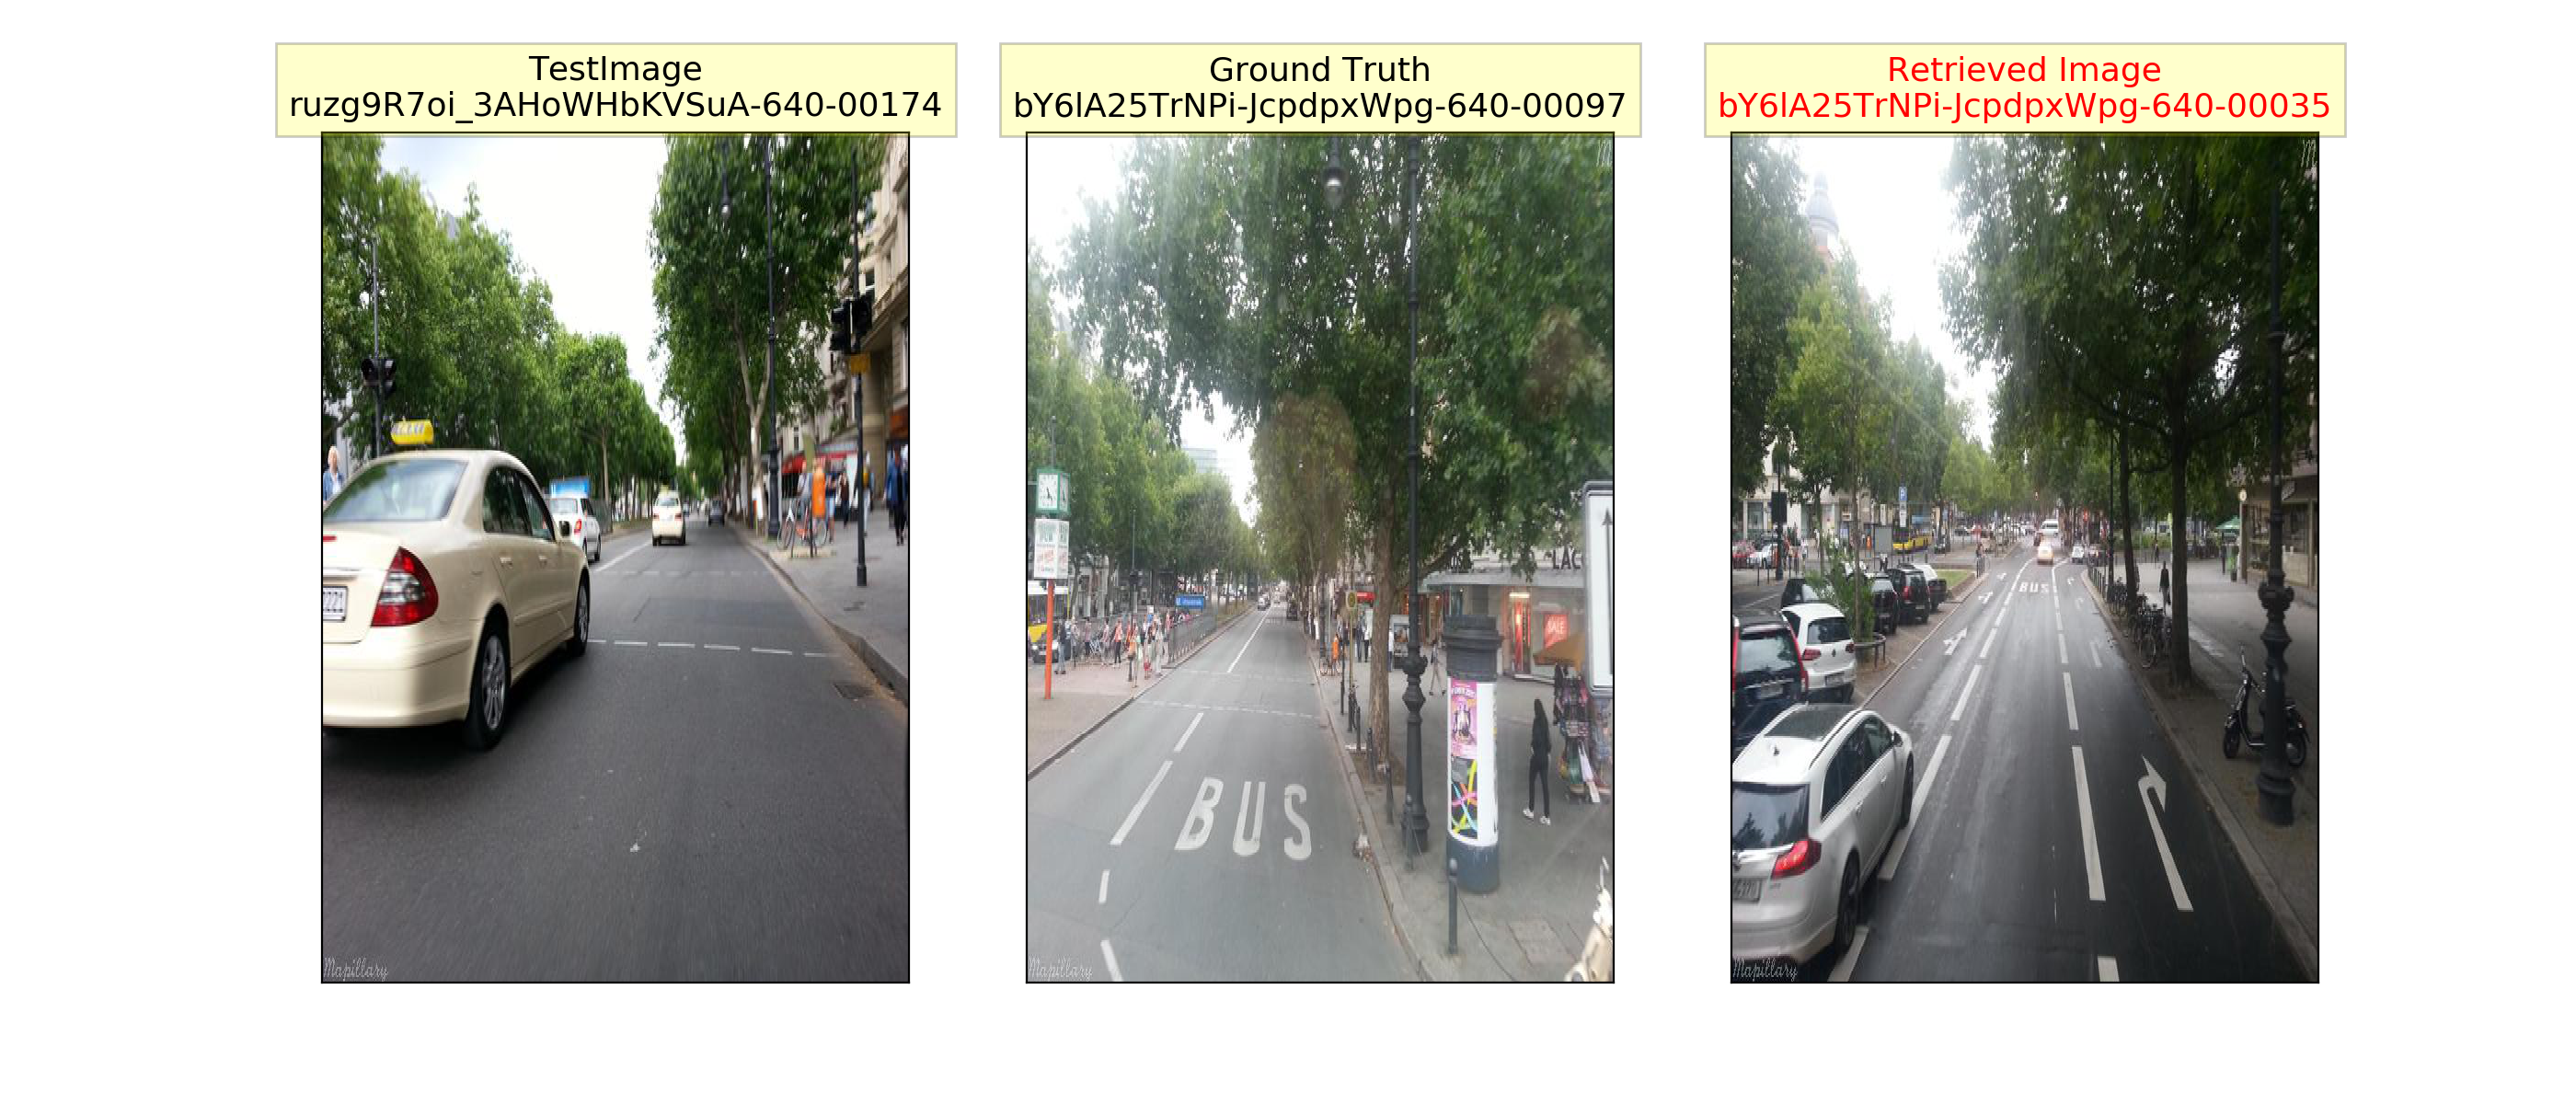 TestImage
ruzg9R7oi_3AHoWHbKVSuA-640-00174
Ground Truth
bY6lA25TrNPi-JcpdpxWpg-640-00097
Retrieved Image
bY6lA25TrNPi-JcpdpxWpg-640-00035
BUS
SALE
LAC
BUS
Mapillary
Mapillary
Mapillary